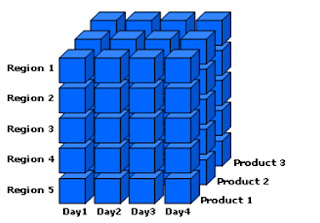 Region 1
Region 2
Region 3
Region 4
Region 5
Product 3
Product 2
Product 1
Day1 Day2 Day3 Day4